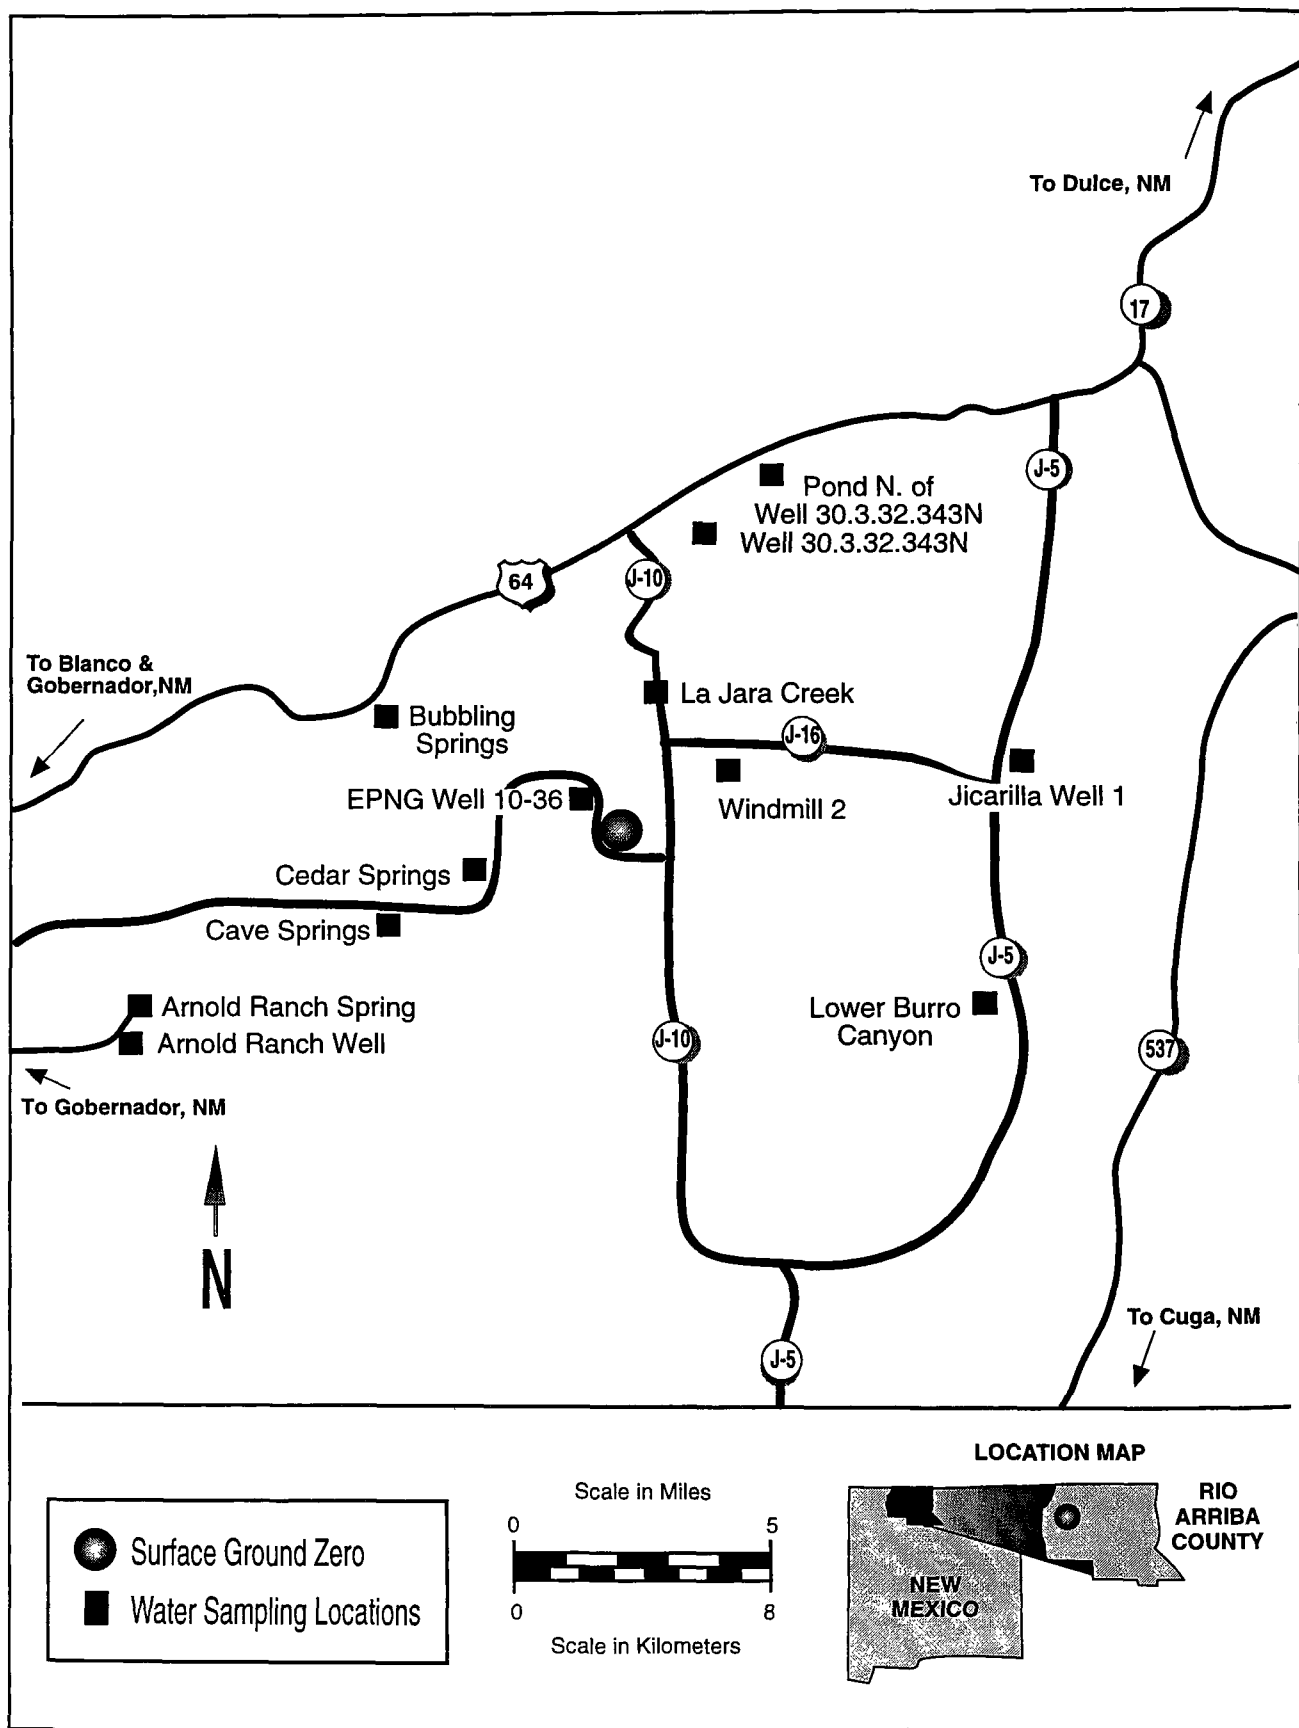 To Dulce, NM
17
J-5
Pond N. of
Well 30.3.32.343N
Well 30.3.32.343N
64
J-10
To Blanco &
Gobernador,NM
La Jara Creek
Bubbling
Springs
J-16
EPNG Well 10-36
Windmill 2
Jicarilla Well 1
Cedar Springs
Cave Springs
J-5
Arnold Ranch Spring
Lower Burro
Canyon
Arnold Ranch Well
J-10
537
To Gobernador, NM
N
To Cuga, NM
J-5
LOCATION MAP
Scale in Miles
0 5
0 8
Scale in Kilometers
RIO
ARRIBA
COUNTY
NEW
MEXICO
Surface Ground Zero
Water Sampling Locations